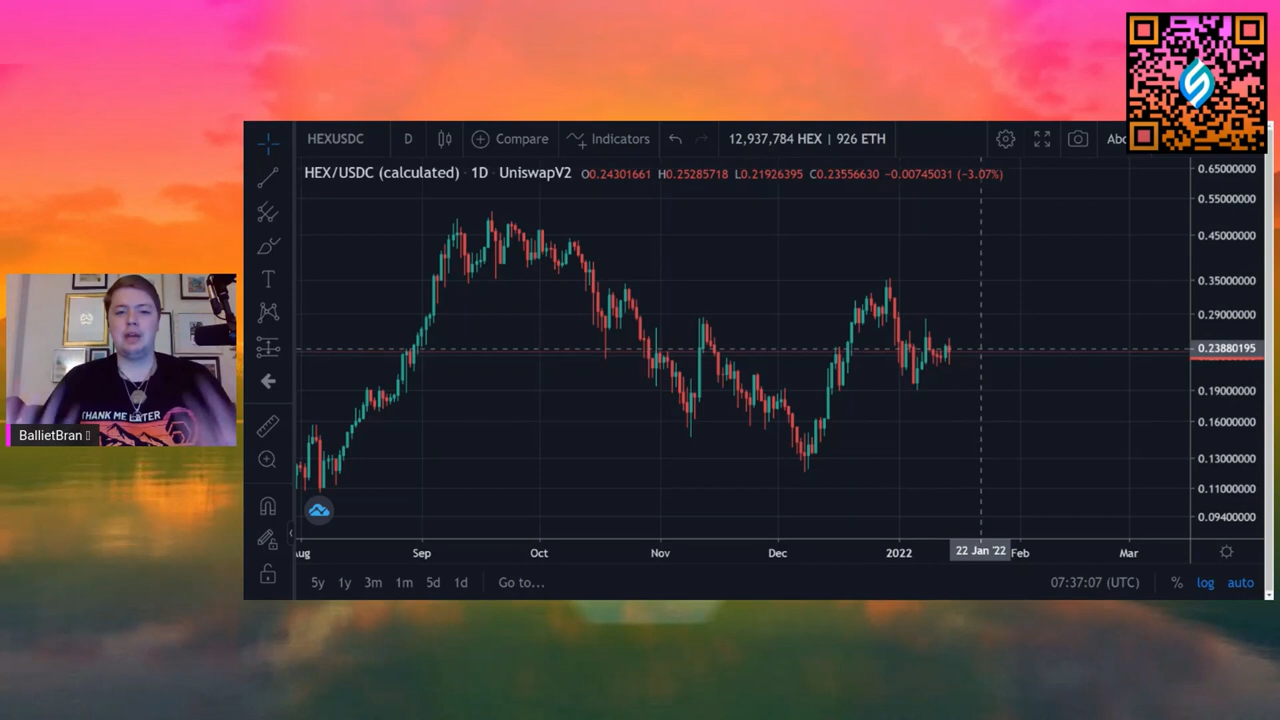 HEXUSDC D Compare Indicators 12,937,784 HEX | 926 ETH Abo
HEX/USDC (calculated) · 1D · UniswapV2 O0.24301661 H0.25285718 L0.21926395 C0.23556630 −0.00745031 (−3.07%)
0.65000000
0.55000000
0.45000000
0.35000000
0.29000000
0.23880195
0.19000000
0.16000000
0.13000000
0.11000000
0.09400000
THANK ME LATER
BallietBran
Aug Sep Oct Nov Dec 2022 22 Jan '22 Feb Mar
5y 1y 3m 1m 5d 1d Go to... 07:37:07 (UTC) % log auto